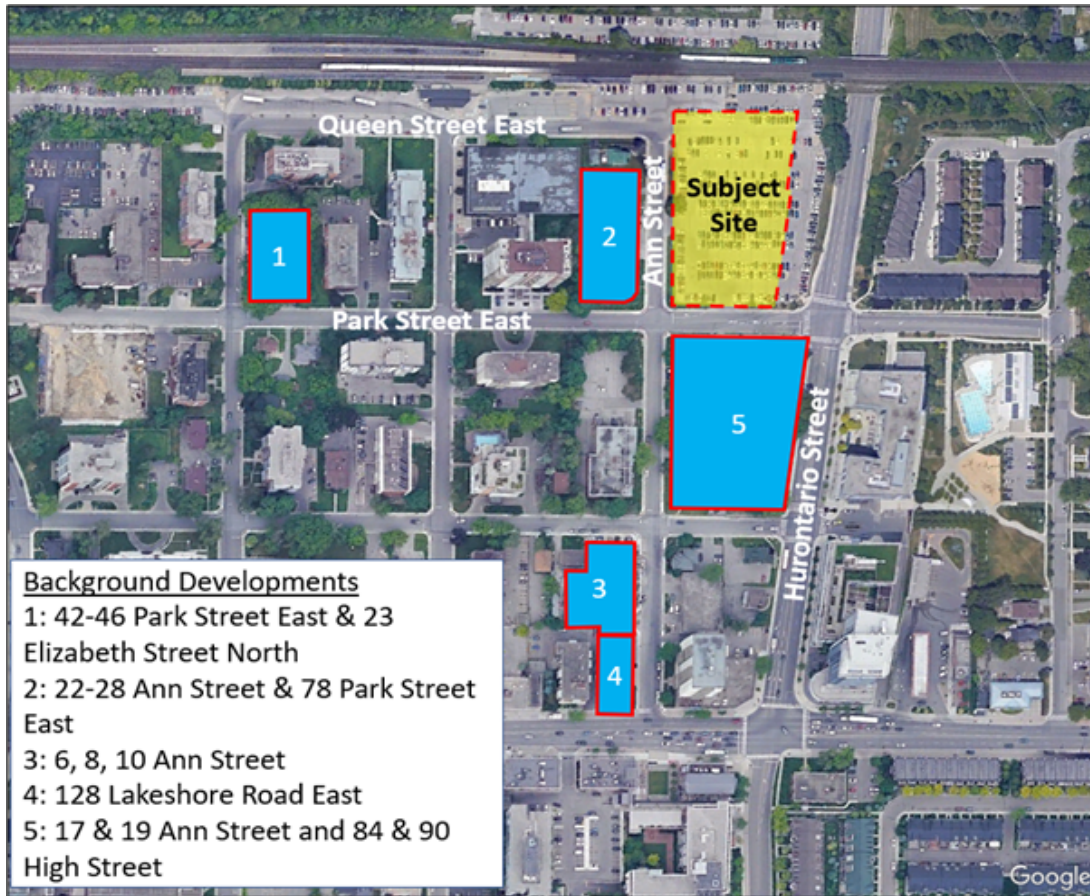 Queen Street East
Ann Street
Subject
Site
1
2
Park Street East
5
Hurontario Street
3
4
Background Developments
1: 42-46 Park Street East & 23
Elizabeth Street North
2: 22-28 Ann Street & 78 Park Street
East
3: 6, 8, 10 Ann Street
4: 128 Lakeshore Road East
5: 17 & 19 Ann Street and 84 & 90
High Street
Google